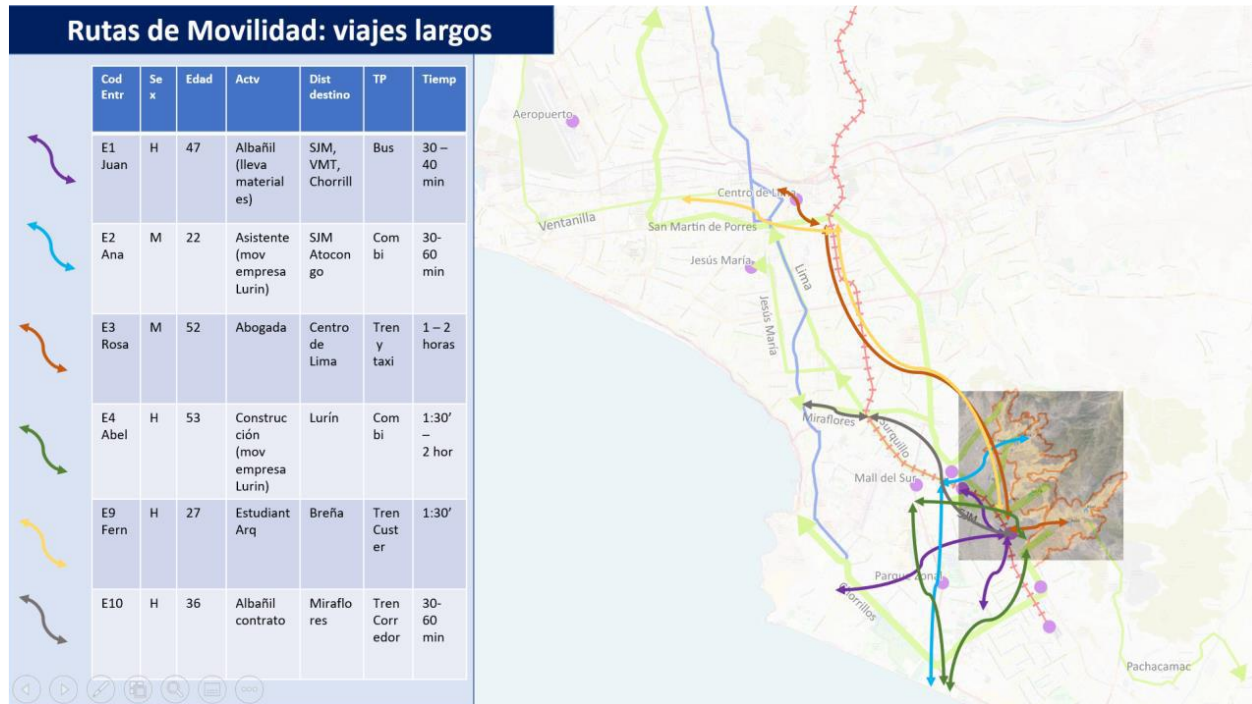 Rutas de Movilidad: viajes largos
Cod Entr Se x Edad Actv Dist destino TP Tiemp
E1 Juan H 47 Albañil (lleva material es) SJM, VMT, Chorrill Bus 30 – 40 min
E2 Ana M 22 Asistente (mov empresa Lurin) SJM Atocon go Com bi 30- 60 min
E3 Rosa M 52 Abogada Centro de Lima Tren y taxi 1 – 2 horas
E4 Abel H 53 Construc ción (mov empresa Lurin) Lurín Com bi 1:30’ – 2 hor
E9 Fern H 27 Estudiant Arq Breña Tren Cust er 1:30’
E10 H 36 Albañil contrato Miraflo res Tren Corr edor 30- 60 min
Aeropuerto
Centro de Lima
Ventanilla
San Martín de Porres
Jesús María
Lima
Jesús María
Miraflores
Surquillo
Mall del Sur
SJM
Parque Zonal
Chorrillos
Pachacamac